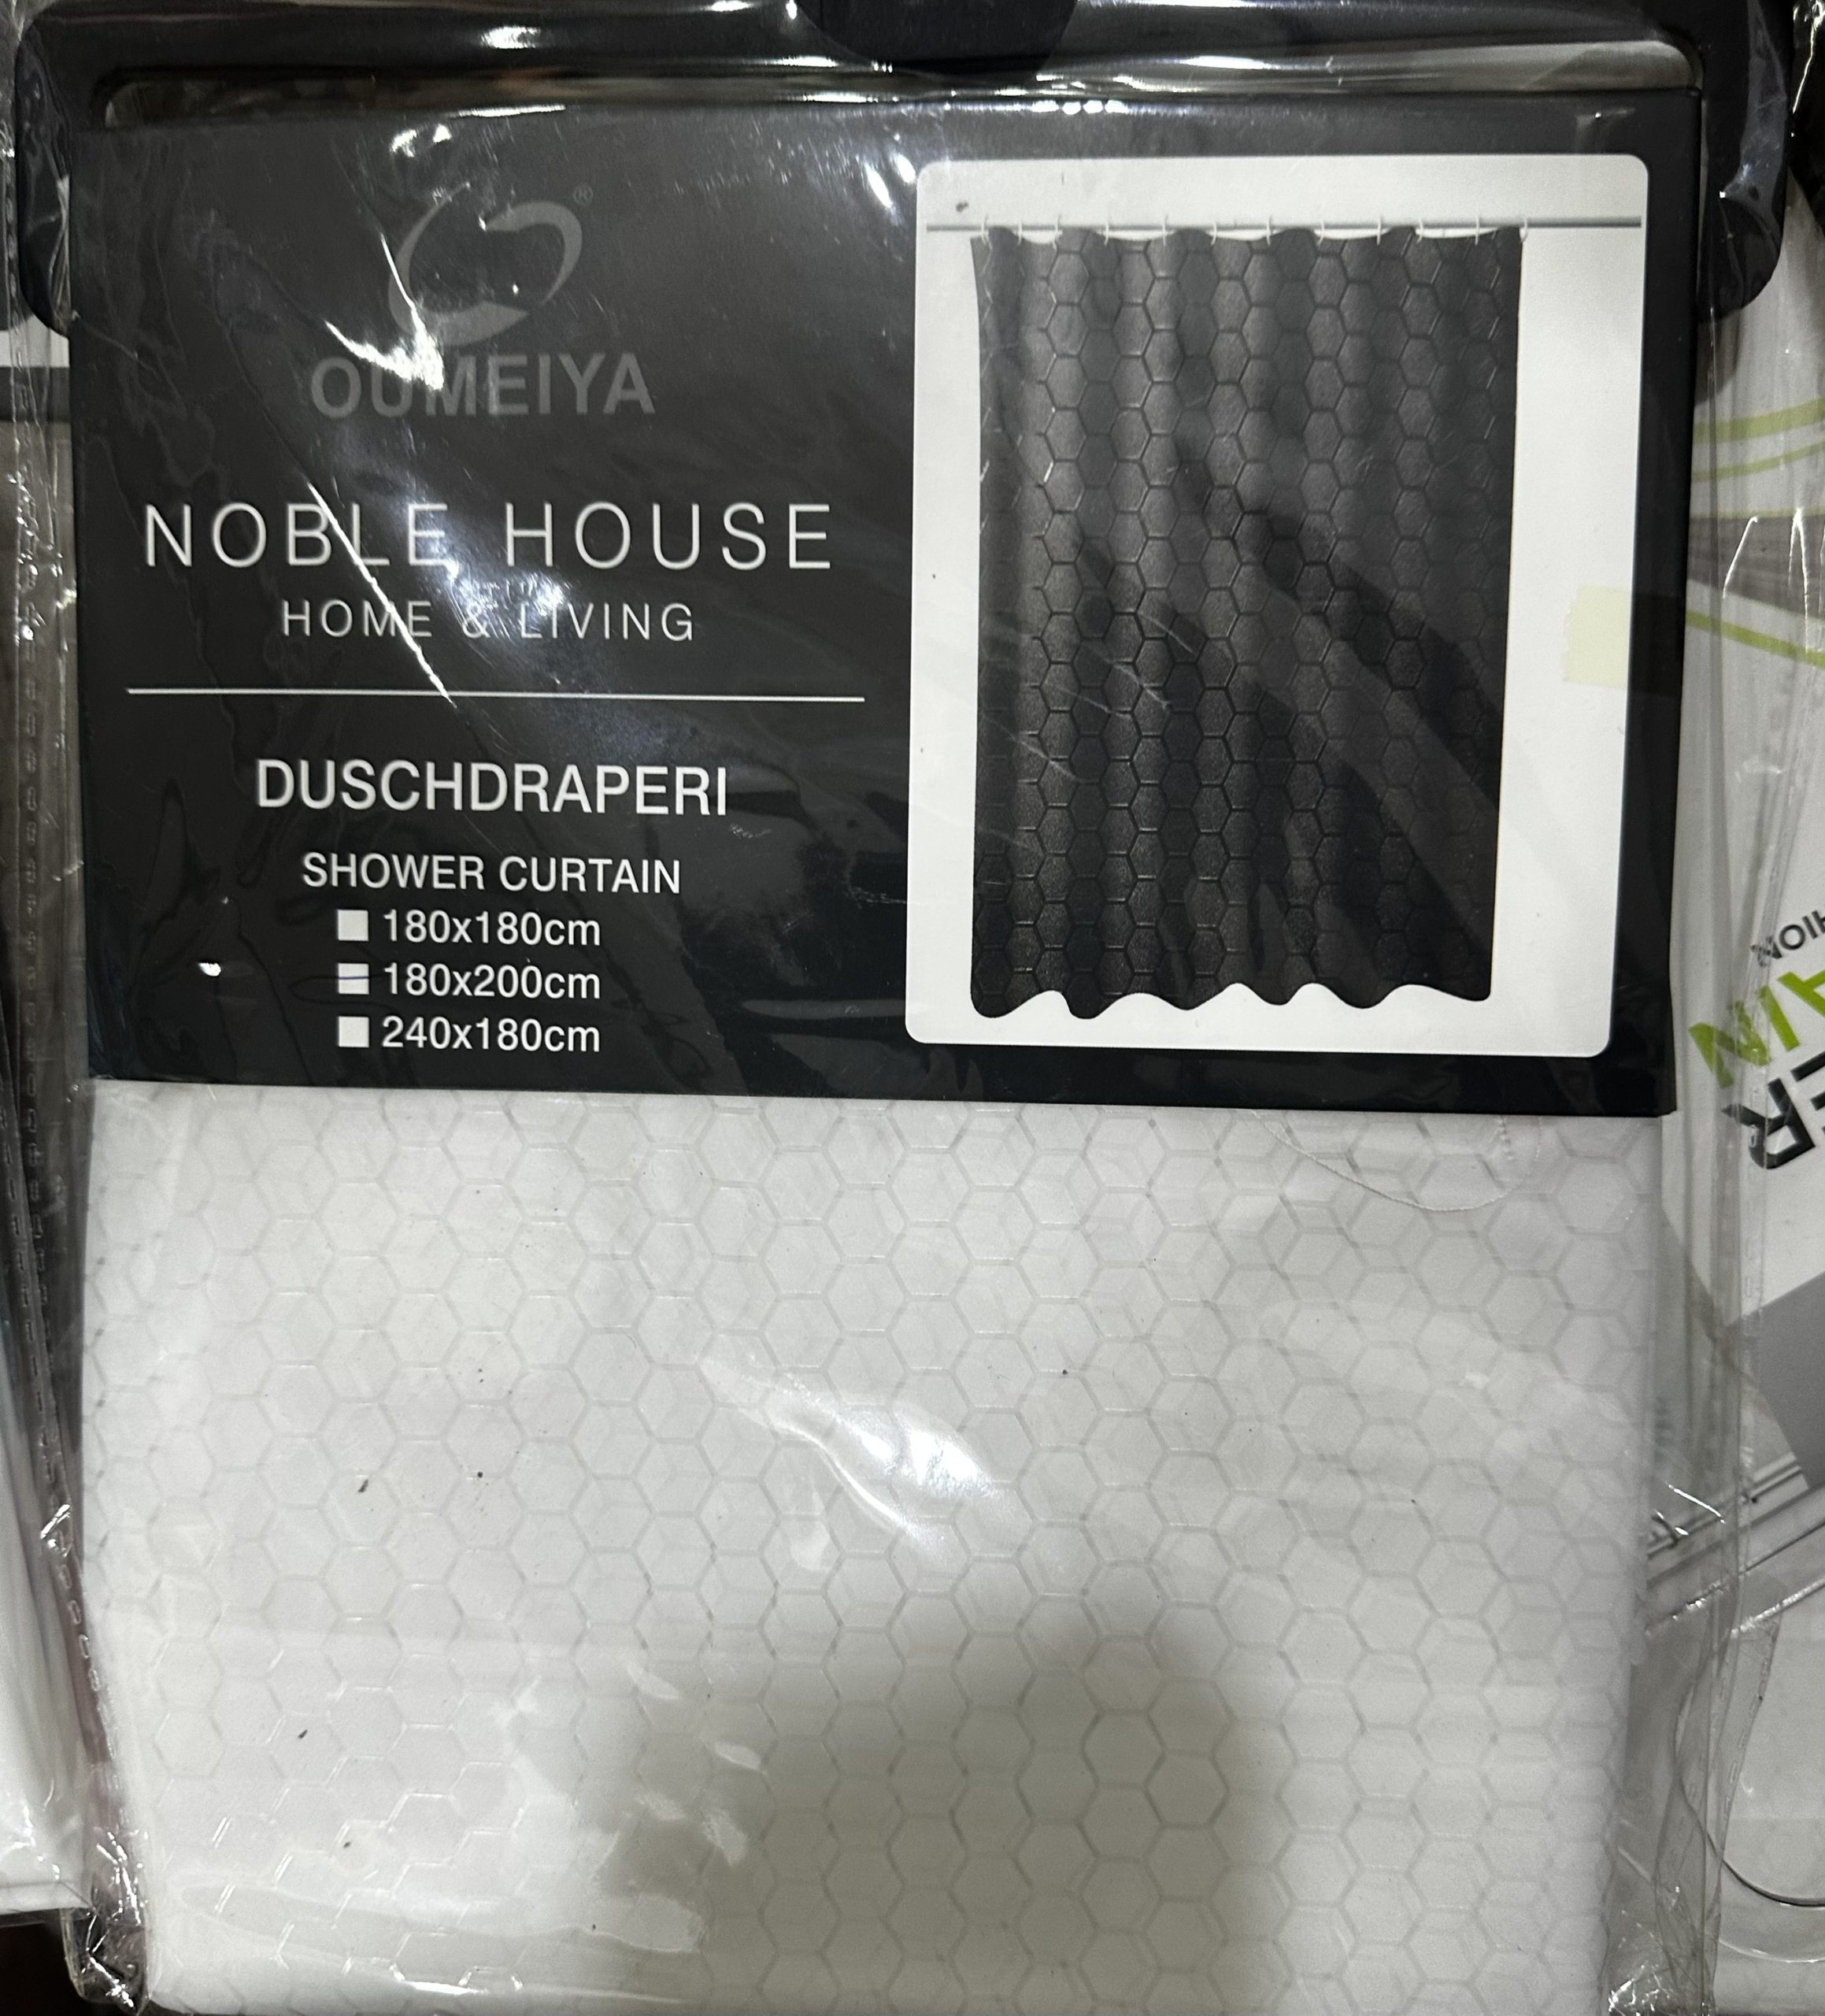 ®
OUMEIYA
NOBLE HOUSE
HOME & LIVING
DUSCHDRAPERI
SHOWER CURTAIN
180x180cm
180x200cm
240x180cm